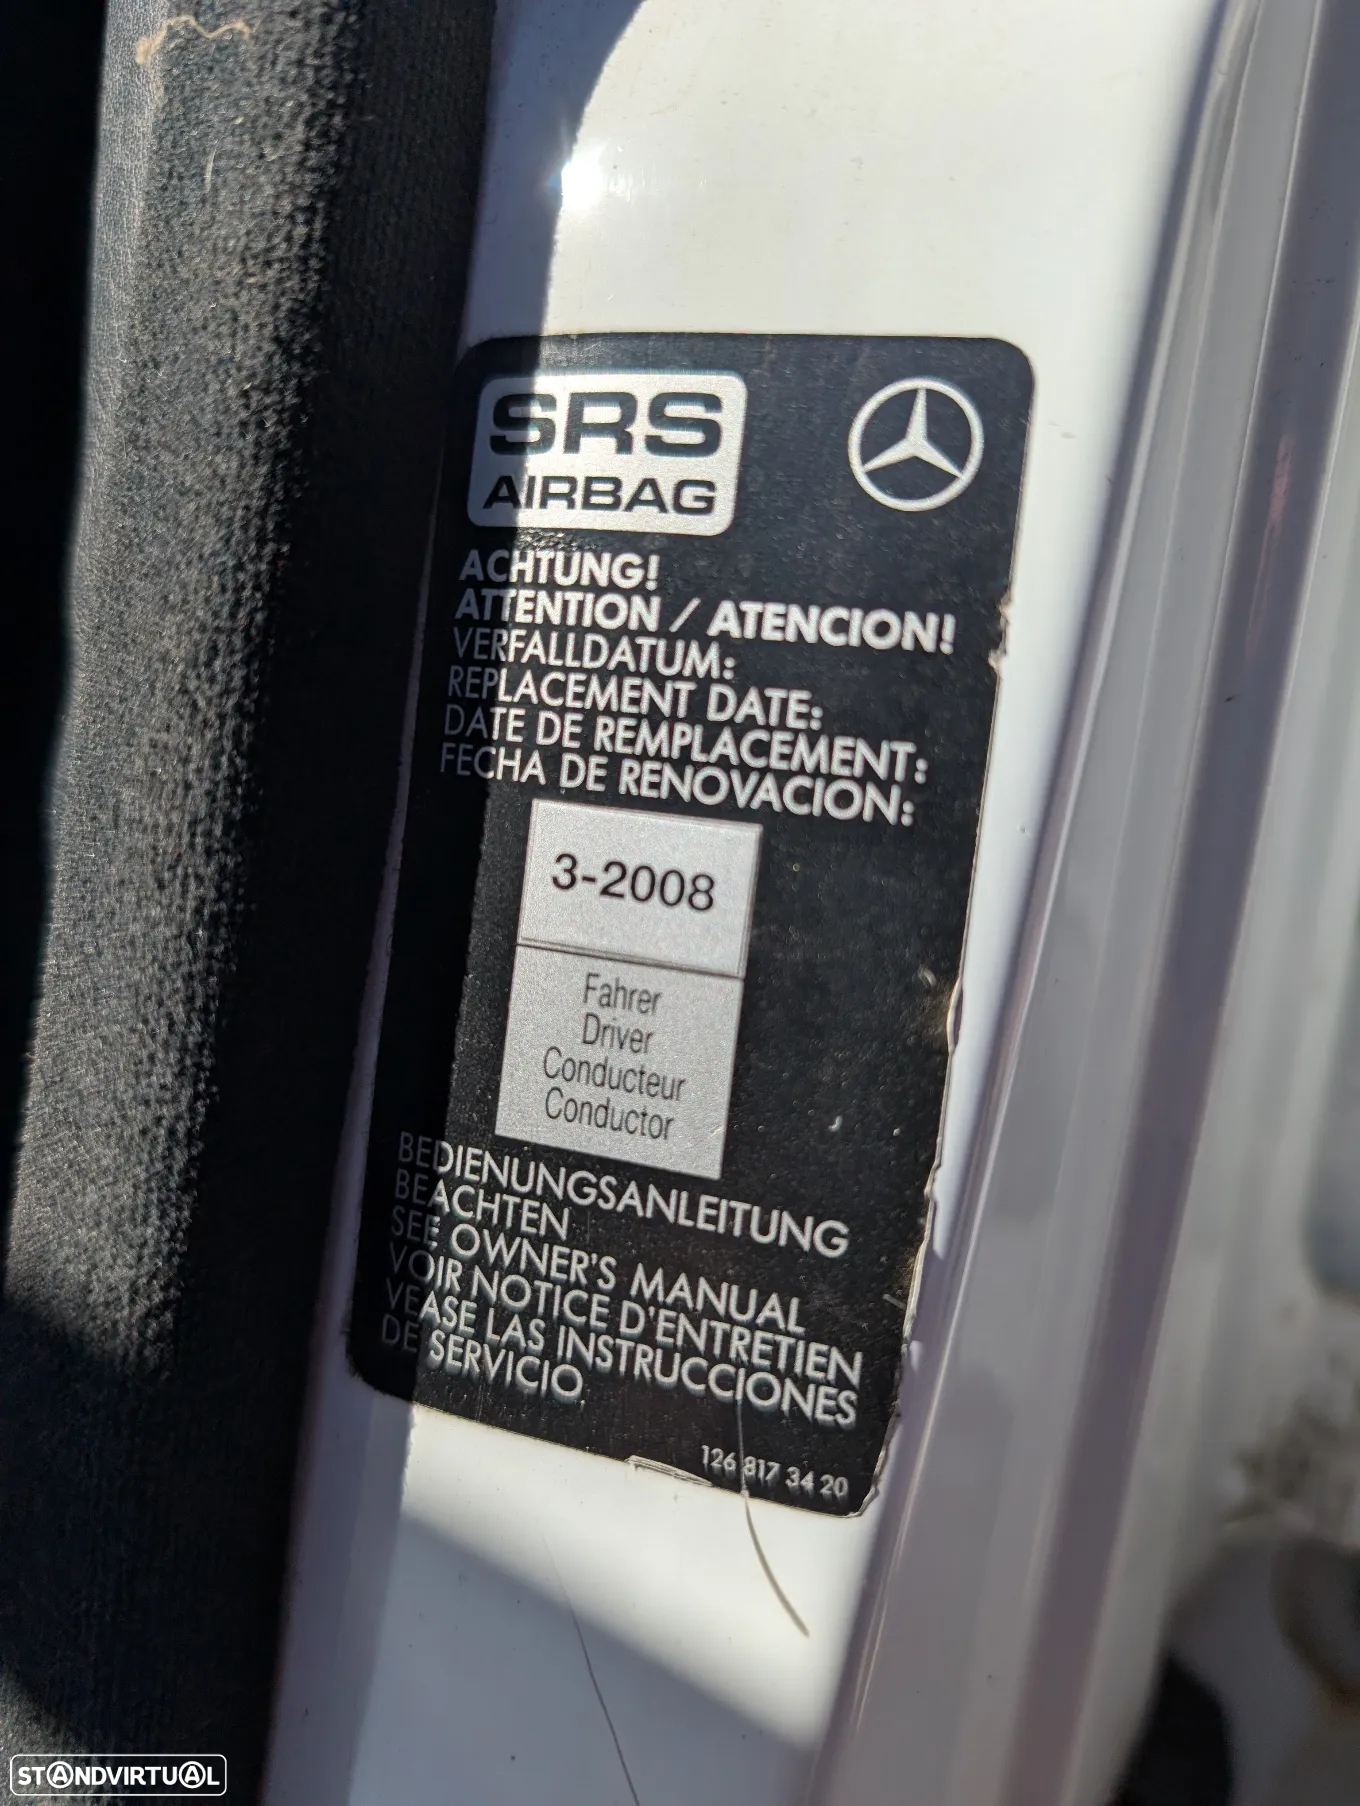 SRS
AIRBAG
ACHTUNG!
ATTENTION / ATENCION!
VERFALLDATUM:
REPLACEMENT DATE:
DATE DE REMPLACEMENT:
FECHA DE RENOVACION:
3-2008
Fahrer
Driver
Conducteur
Conductor
BEDIENUNGSANLEITUNG
BEACHTEN
SEE OWNER'S MANUAL
VOIR NOTICE D'ENTRETIEN
VEASE LAS INSTRUCCIONES
DE SERVICIO
126 817 34 20
STANDVIRTUAL